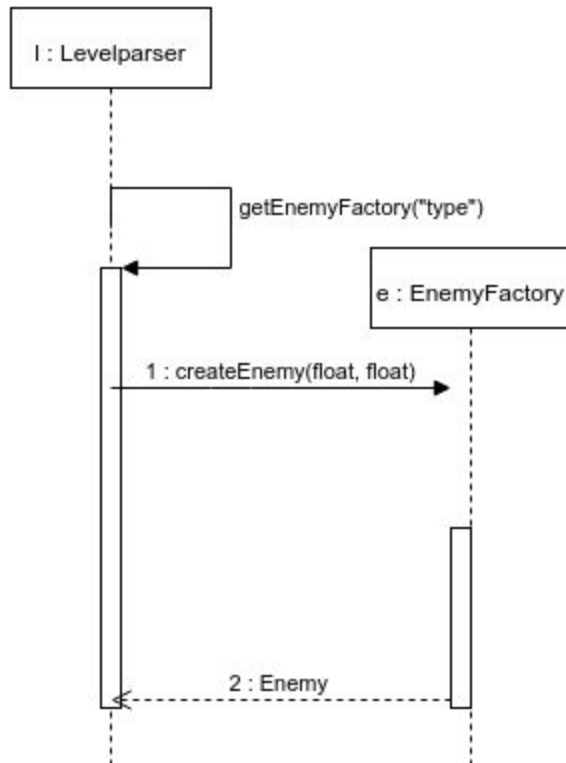 l : Levelparser
getEnemyFactory("type")
e : EnemyFactory
1 : createEnemy(float, float)
2 : Enemy